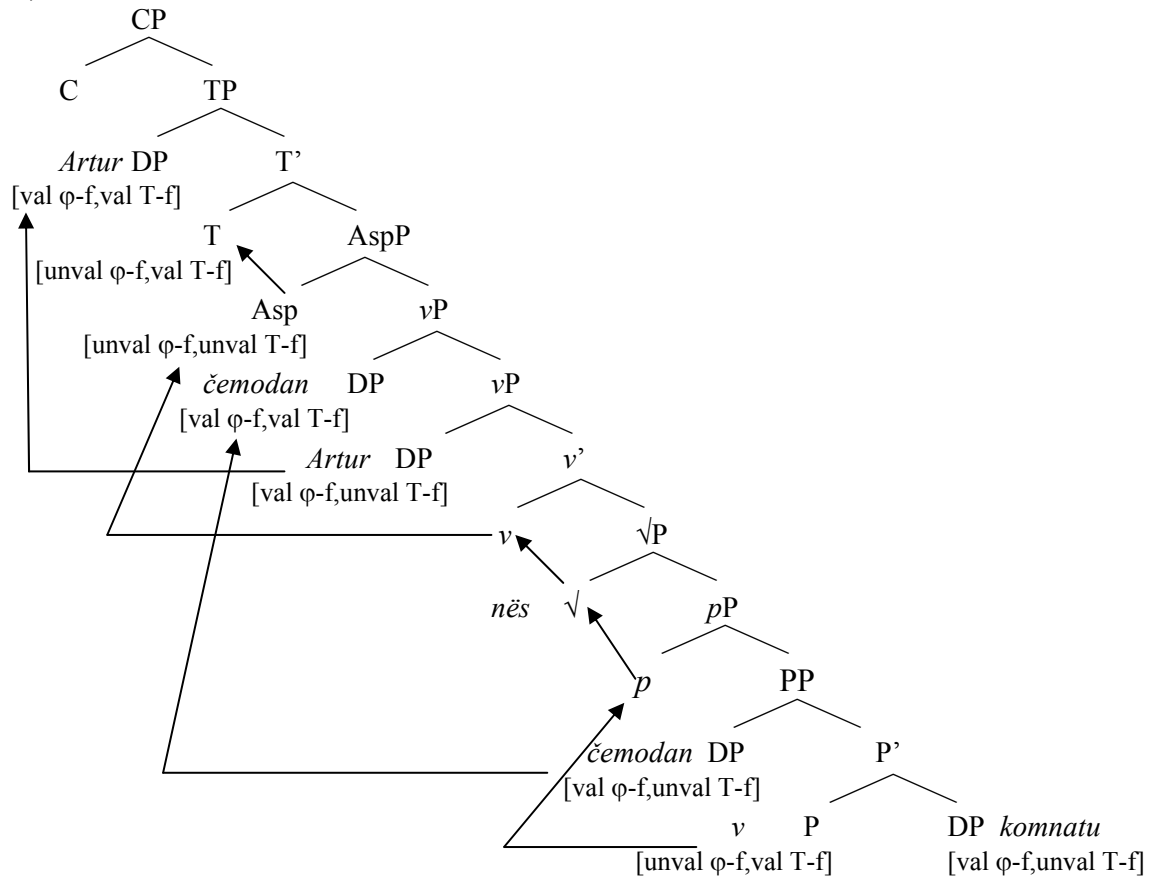 CP
C TP
Artur DP T’
[val φ-f,val T-f]
T AspP
[unval φ-f,val T-f]
Asp vP
[unval φ-f,unval T-f]
čemodan DP vP
[val φ-f,val T-f]
Artur DP v’
[val φ-f,unval T-f]
v √P
nës √ pP
p PP
čemodan DP P’
[val φ-f,unval T-f]
v P DP komnatu
[unval φ-f,val T-f] [val φ-f,unval T-f]